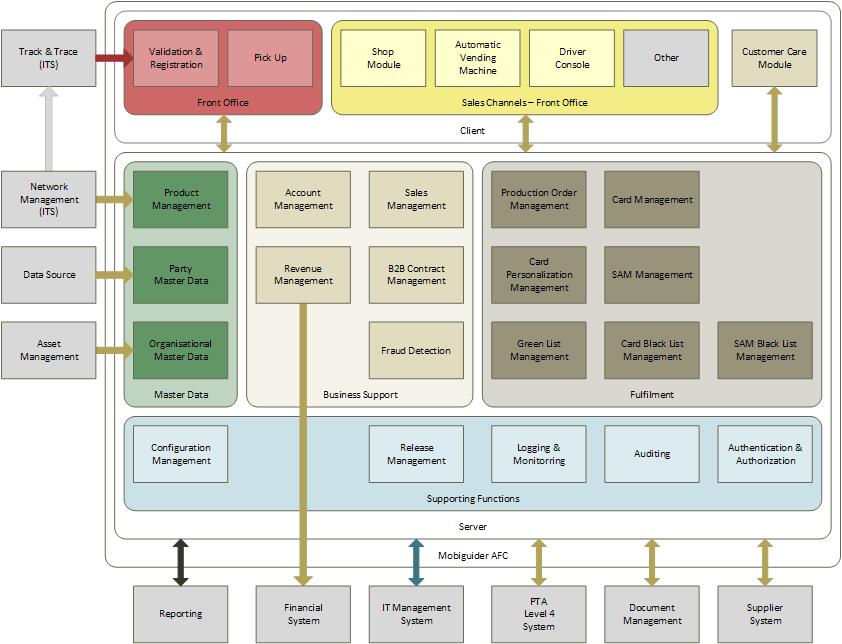 Track & Trace
(ITS)
Validation &
Registration
Pick Up
Front Office
Shop
Module
Automatic
Vending
Machine
Driver
Console
Other
Sales Channels – Front Office
Customer Care
Module
Client
Network
Management
(ITS)
Data Source
Asset
Management
Product
Management
Party
Master Data
Organisational
Master Data
Master Data
Account
Management
Sales
Management
Revenue
Management
B2B Contract
Management
Fraud Detection
Business Support
Production Order
Management
Card Management
Card
Personalization
Management
SAM Management
Green List
Management
Card Black List
Management
SAM Black List
Management
Fulfilment
Configuration
Management
Release
Management
Logging &
Monitorring
Auditing
Authentication &
Authorization
Supporting Functions
Server
Mobiguider AFC
Reporting
Financial
System
IT Management
System
PTA
Level 4
System
Document
Management
Supplier
System